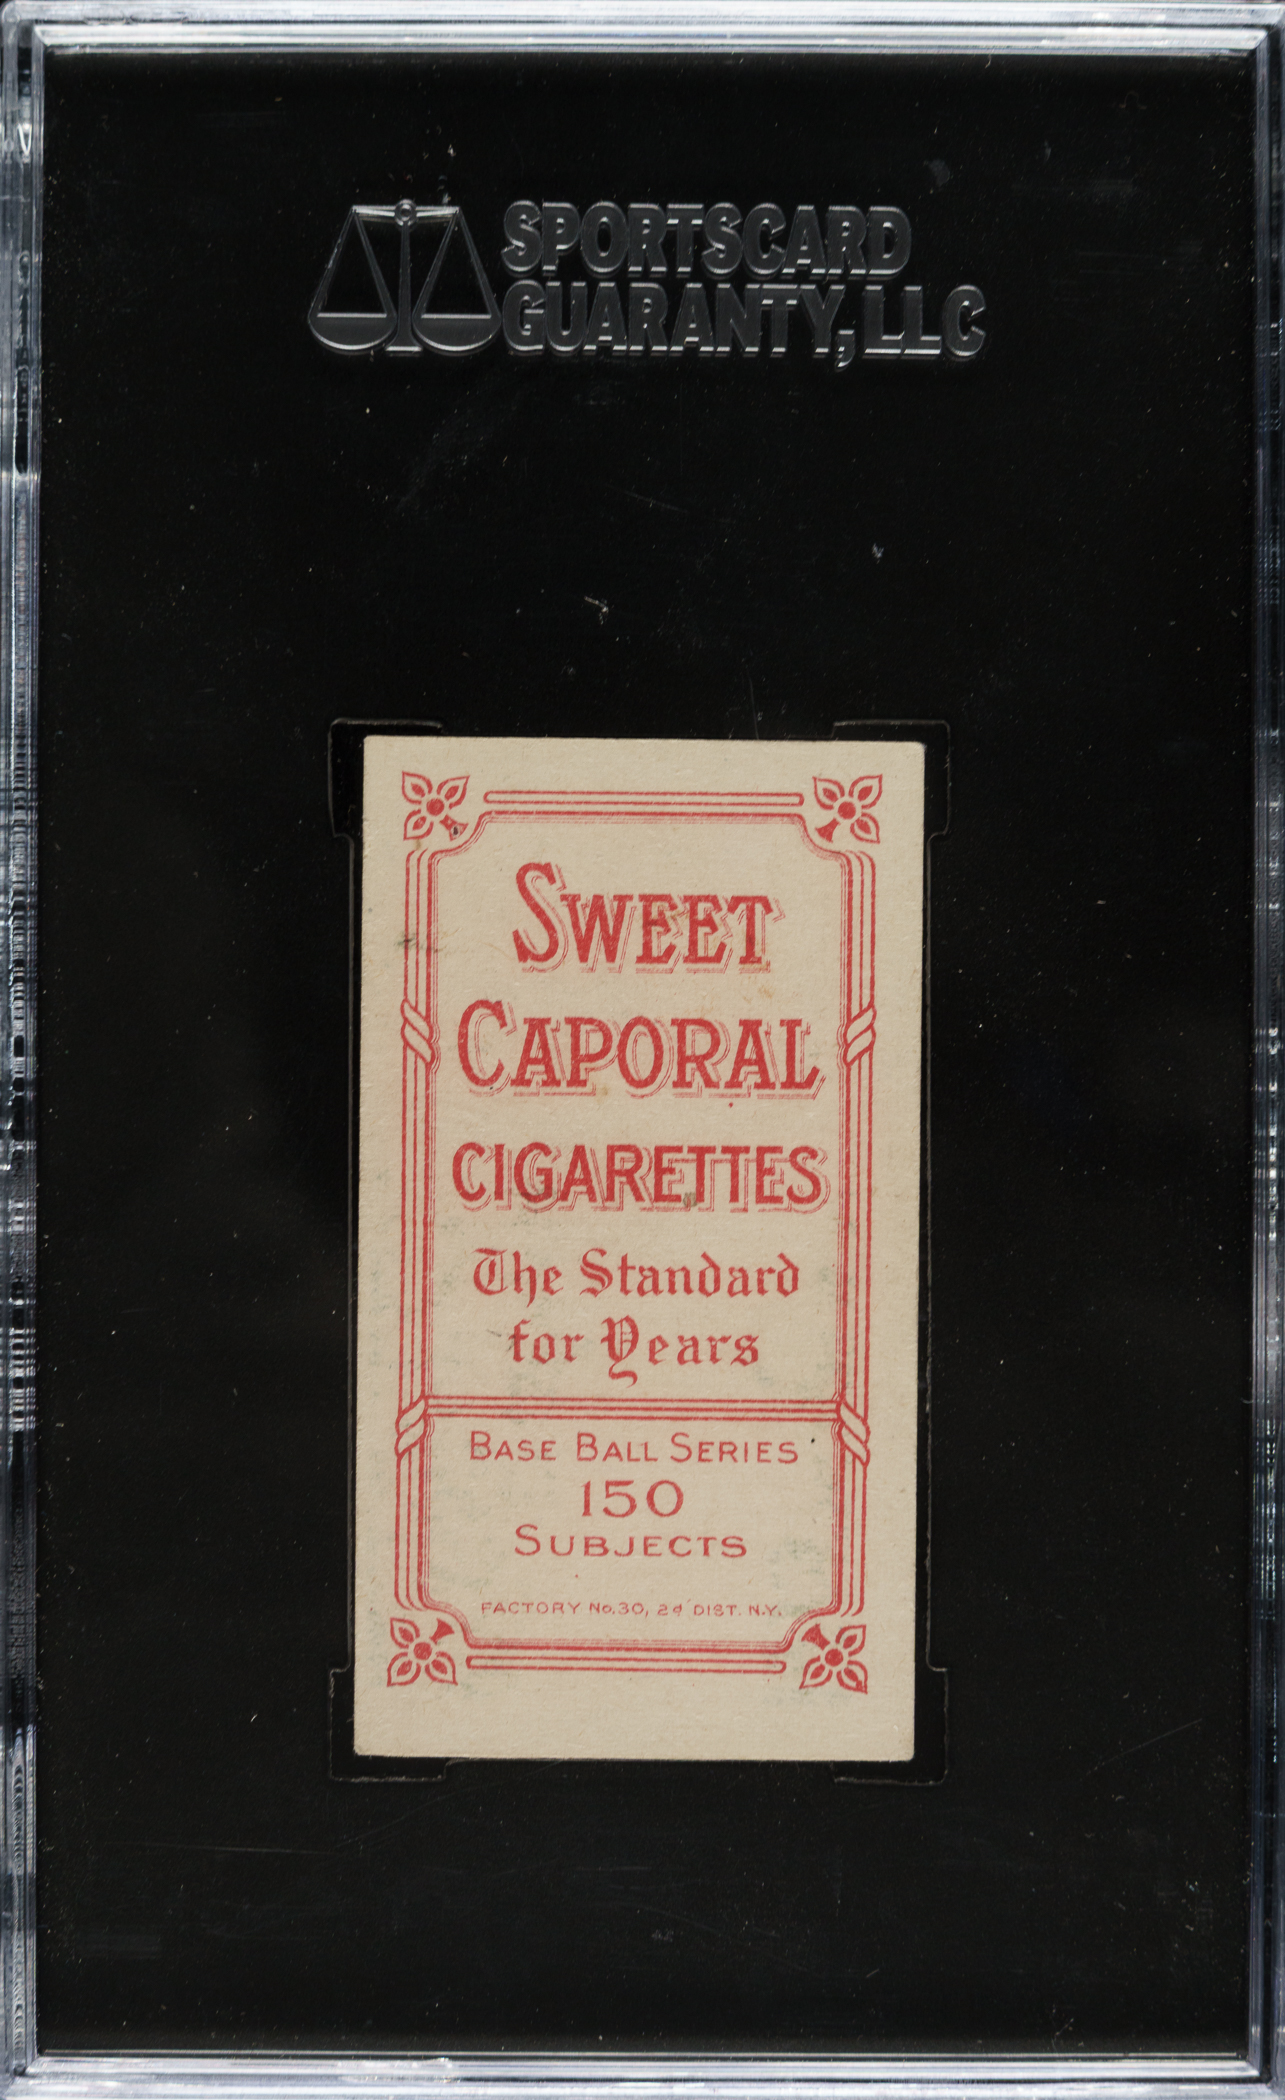 SPORTSCARD
GUARANTY, LLC
SWEET
CAPORAL
CIGARETTES
The Standard
for Years
BASE BALL SERIES
150
SUBJECTS
FACTORY No. 30, 2d DIST. N.Y.